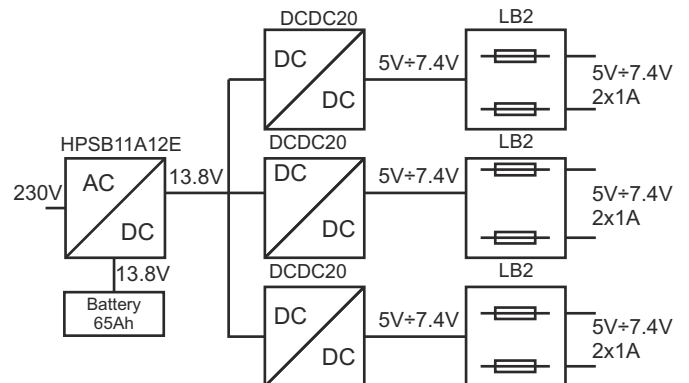 DCDC20
LB2
DC
DC
5V÷7.4V
5V÷7.4V
2x1A
HPSB11A12E
DCDC20
LB2
230V
AC
DC
13.8V
DC
DC
5V÷7.4V
5V÷7.4V
2x1A
13.8V
Battery
65Ah
DCDC20
LB2
DC
DC
5V÷7.4V
5V÷7.4V
2x1A